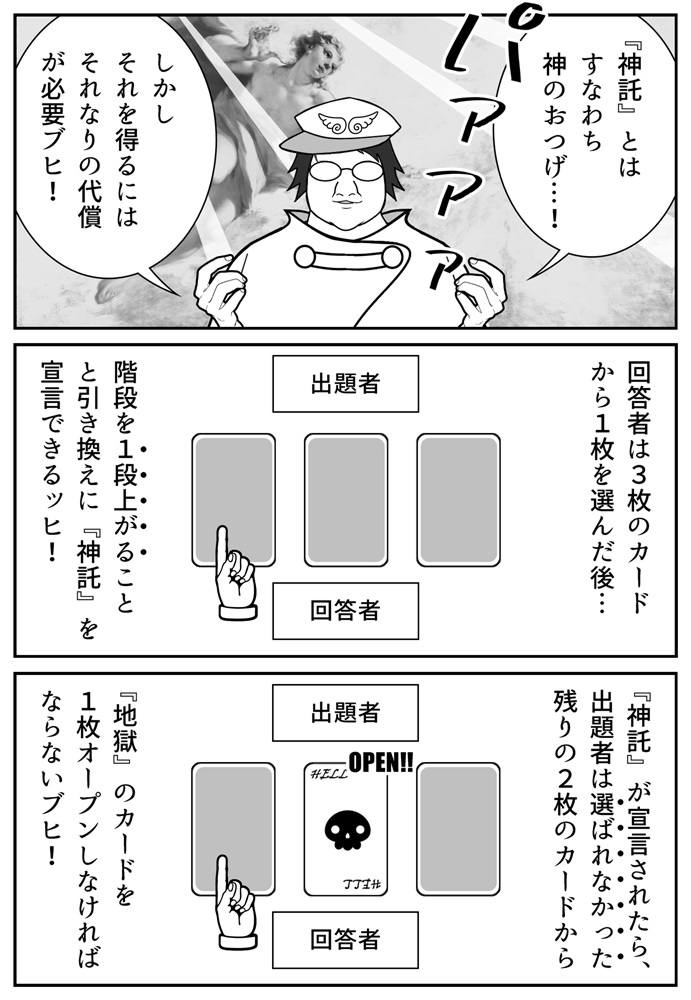 『神託』とは
すなわち
神のおつげ…！
パァァァ
しかし
それを得るには
それなりの代償
が必要ブヒ！
回答者は３枚のカード
から１枚を選んだ後…
出題者
回答者
階段を１段上がること
と引き換えに『神託』を
宣言できるッヒ！
『神託』が宣言されたら、
出題者は選ばれなかった
残りの２枚のカードから
出題者
OPEN!!
HELL
HELL
回答者
『地獄』のカードを
１枚オープンしなければ
ならないブヒ！